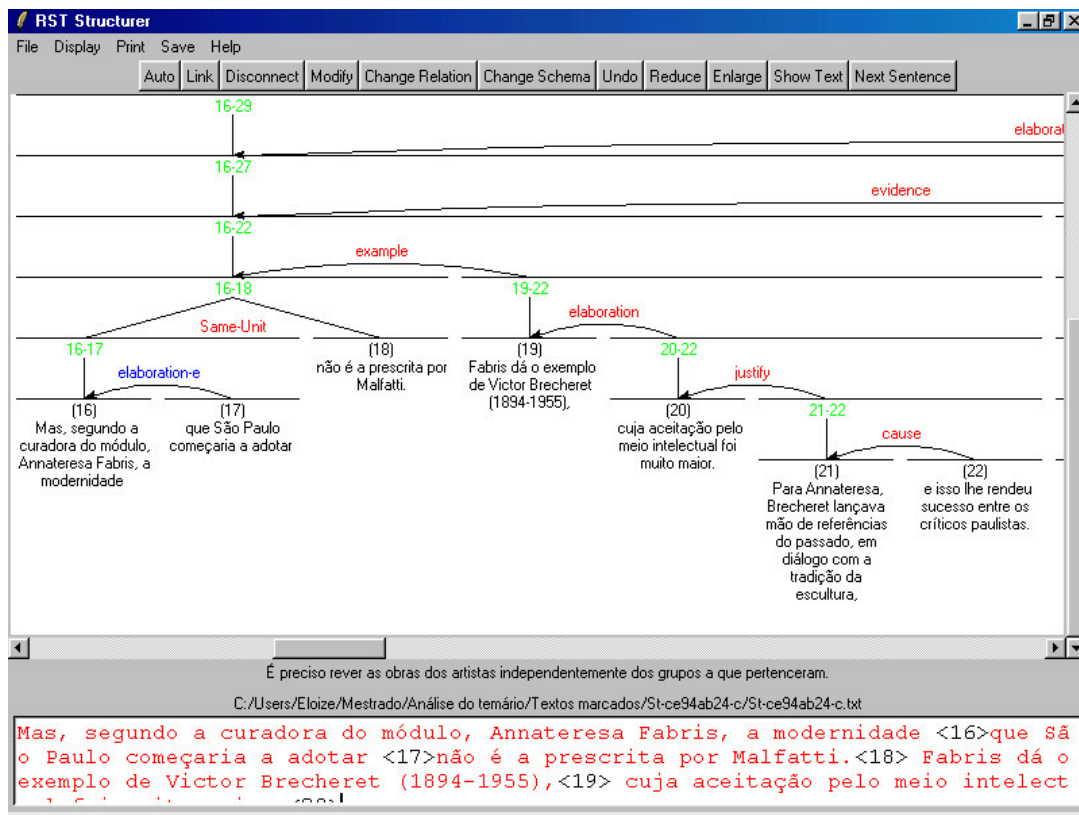 RST Structurer
File Display Print Save Help
Auto Link Disconnect Modify Change Relation Change Schema Undo Reduce Enlarge Show Text Next Sentence
16-29
elaborat
16-27
evidence
16-22
example
16-18 19-22
Same-Unit elaboration
16-17 (18) (19) 20-22
não é a prescrita por
Malfatti.
Fabris dá o exemplo
de Victor Brecheret
(1894-1955),
elaboration-e justify
(16) (17) (20) 21-22
Mas, segundo a
curadora do módulo,
Annateresa Fabris, a
modernidade
que São Paulo
começaria a adotar
cuja aceitação pelo
meio intelectual foi
muito maior.
cause
(21) (22)
Para Annateresa,
Brecheret lançava
mão de referências
do passado, em
diálogo com a
tradição da
escultura,
e isso lhe rendeu
sucesso entre os
críticos paulistas.
É preciso rever as obras dos artistas independentemente dos grupos a que pertenceram.
C:/Users/Eloize/Mestrado/Análise do temário/Textos marcados/St-ce94ab24-c/St-ce94ab24-c.txt
Mas, segundo a curadora do módulo, Annateresa Fabris, a modernidade <16>que Sã
o Paulo começaria a adotar <17>não é a prescrita por Malfatti.<18> Fabris dá o
exemplo de Victor Brecheret (1894-1955),<19> cuja aceitação pelo meio intelect